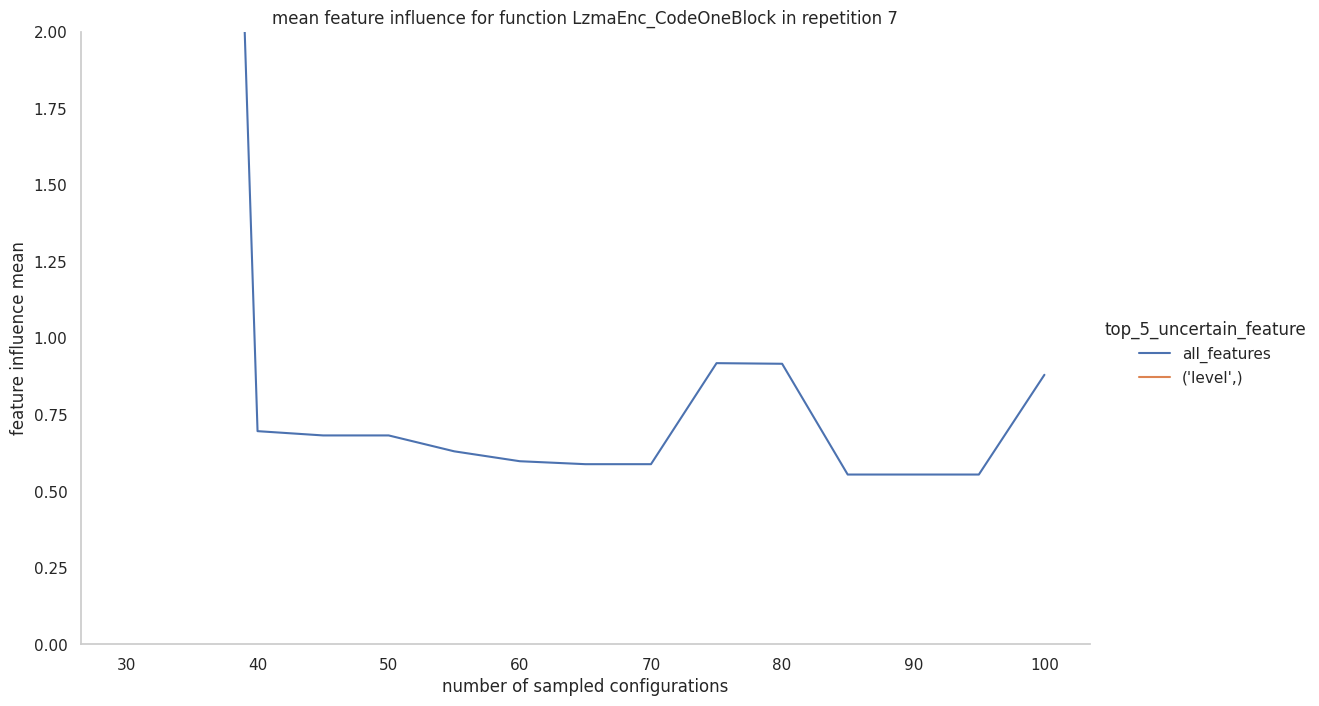 mean feature influence for function LzmaEnc_CodeOneBlock in repetition 7
2.00
1.75
1.50
1.25
1.00
0.75
0.50
0.25
0.00
feature influence mean
30 40 50 60 70 80 90 100
number of sampled configurations
top_5_uncertain_feature
all_features
('level',)